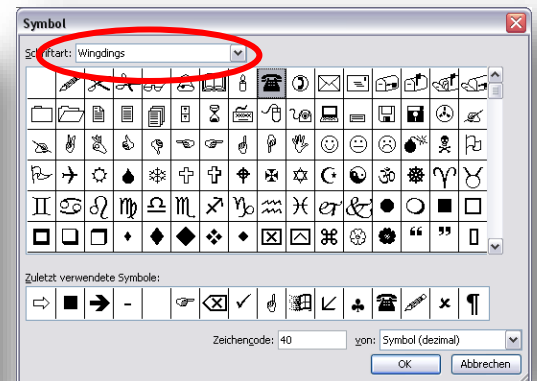 Symbol
Schriftart: Wingdings
Zuletzt verwendete Symbole:
Zeichencode: 40 von: Symbol (dezimal)
OK Abbrechen